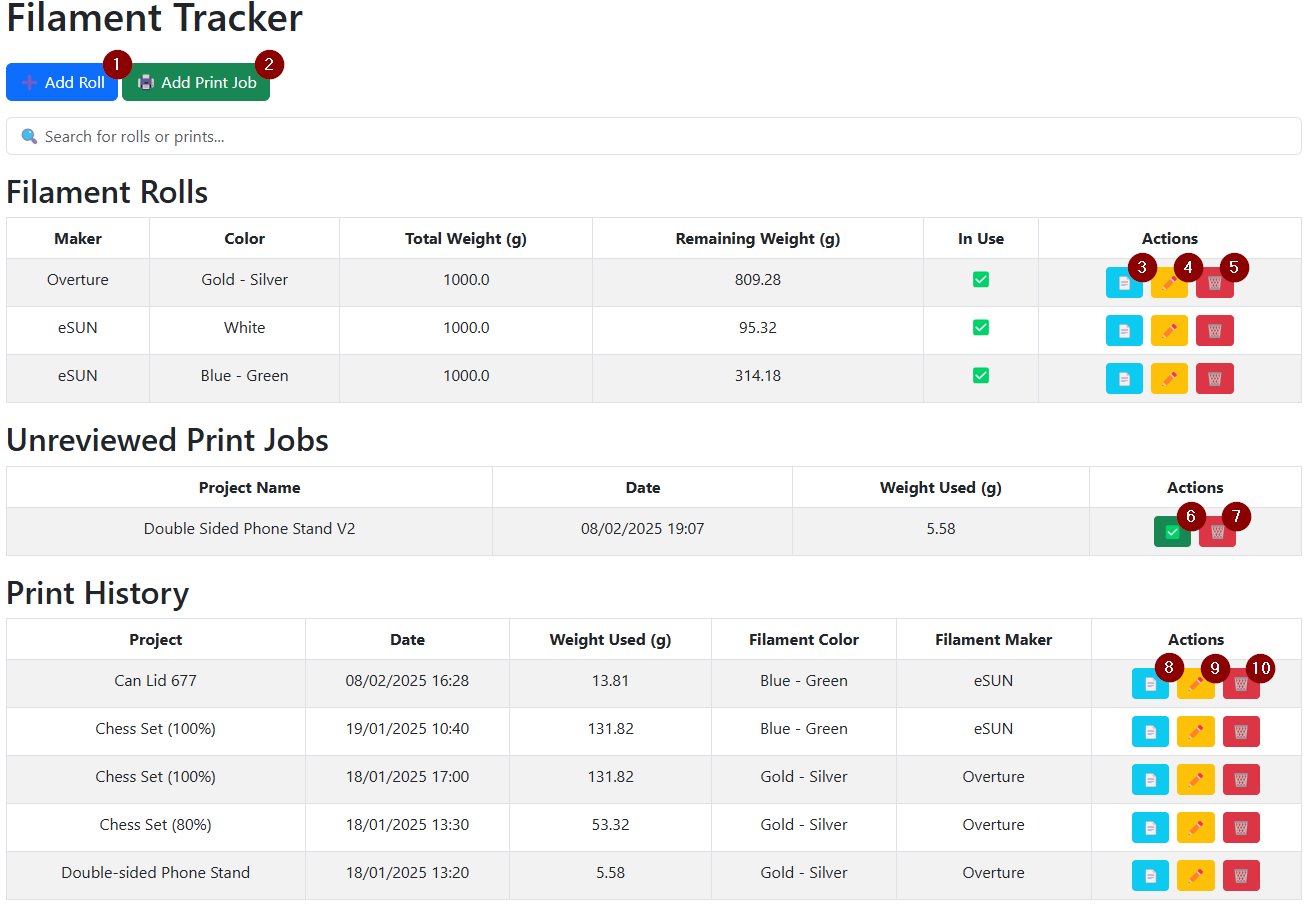 Filament Tracker
Add Roll 1 Add Print Job 2
Search for rolls or prints...
Filament Rolls
Maker Color Total Weight (g) Remaining Weight (g) In Use Actions
Overture Gold - Silver 1000.0 809.28 3 4 5
eSUN White 1000.0 95.32
eSUN Blue - Green 1000.0 314.18
Unreviewed Print Jobs
Project Name Date Weight Used (g) Actions
Double Sided Phone Stand V2 08/02/2025 19:07 5.58 6 7
Print History
Project Date Weight Used (g) Filament Color Filament Maker Actions
Can Lid 677 08/02/2025 16:28 13.81 Blue - Green eSUN 8 9 10
Chess Set (100%) 19/01/2025 10:40 131.82 Blue - Green eSUN
Chess Set (100%) 18/01/2025 17:00 131.82 Gold - Silver Overture
Chess Set (80%) 18/01/2025 13:30 53.32 Gold - Silver Overture
Double-sided Phone Stand 18/01/2025 13:20 5.58 Gold - Silver Overture